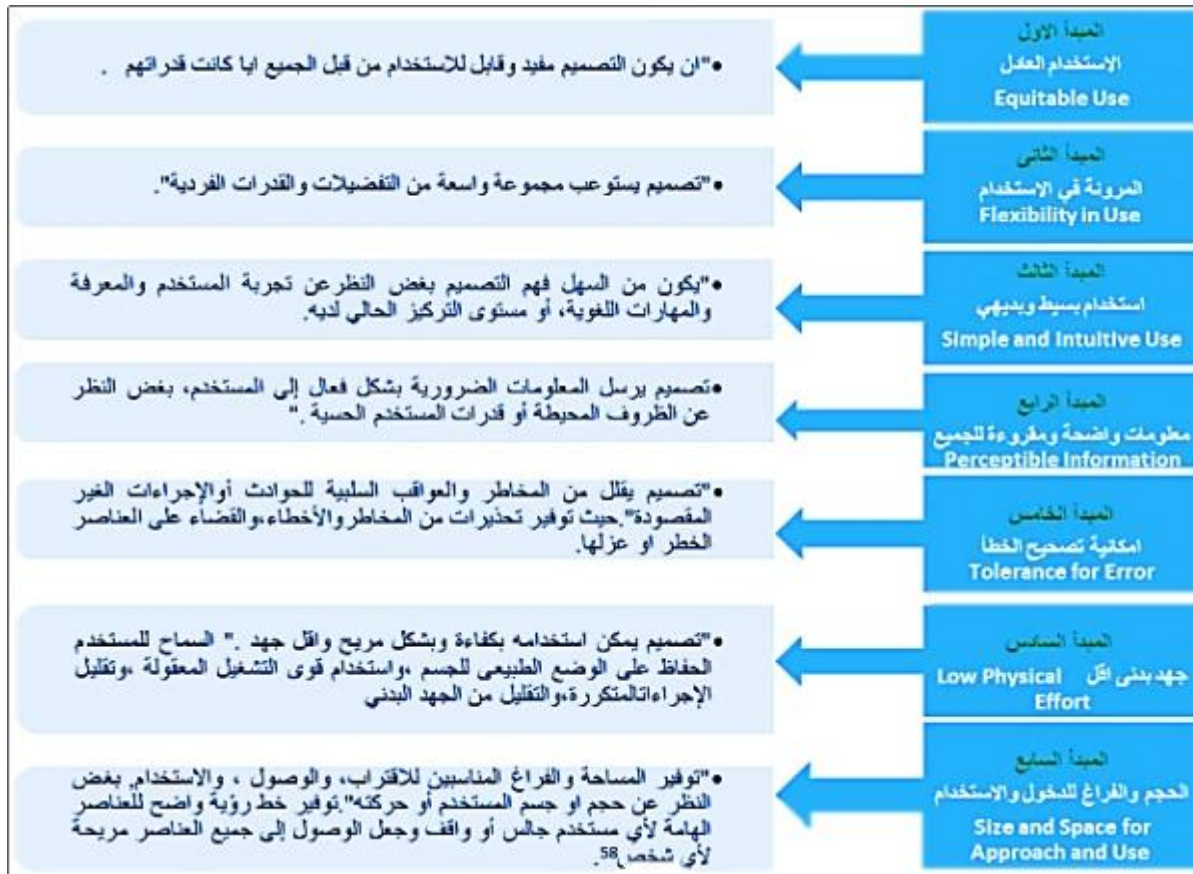 المبدأ الاول
الاستخدام العادل
Equitable Use
•"ان يكون التصميم مفيد وقابل للاستخدام من قبل الجميع ايا كانت قدراتهم .
المبدأ الثانى
المرونة في الاستخدام
Flexibility in Use
•"تصميم يستوعب مجموعة واسعة من التفضيلات والقدرات الفردية".
المبدأ الثالث
استخدام بسيط وبديهي
Simple and Intuitive Use
•"يكون من السهل فهم التصميم بغض النظرعن تجربة المستخدم والمعرفة
والمهارات اللغوية، أو مستوى التركيز الحالي لديه.
المبدأ الرابع
معلومات واضحة ومقروءة للجميع
Perceptible Information
•تصميم يرسل المعلومات الضرورية بشكل فعال إلى المستخدم، بغض النظر
عن الظروف المحيطة أو قدرات المستخدم الحسية ."
المبدأ الخامس
امكانية تصحيح الخطأ
Tolerance for Error
•"تصميم يقلل من المخاطر والعواقب السلبية للحوادث أوالإجراءات الغير
المقصودة".حيث توفير تحذيرات من المخاطر والأخطاء،والقضاء على العناصر
الخطر او عزلها.
المبدأ السادس
جهد بدنى اقل Low Physical
Effort
•"تصميم يمكن استخدامه بكفاءة وبشكل مريح واقل جهد ." السماح للمستخدم
الحفاظ على الوضع الطبيعى للجسم ،واستخدام قوى التشغيل المعقولة ،وتقليل
الإجراءاتالمتكررة،والتقليل من الجهد البدني
المبدأ السابع
الحجم والفراغ للدخول والاستخدام
Size and Space for
Approach and Use
•"توفير المساحة والفراغ المناسبين للاقتراب، والوصول ، والاستخدام, بغض
النظر عن حجم او جسم المستخدم أو حركته".توفير خط رؤية واضح للعناصر
الهامة لأي مستخدم جالس أو واقف وجعل الوصول إلى جميع العناصر مريحة
لأي شخص58.